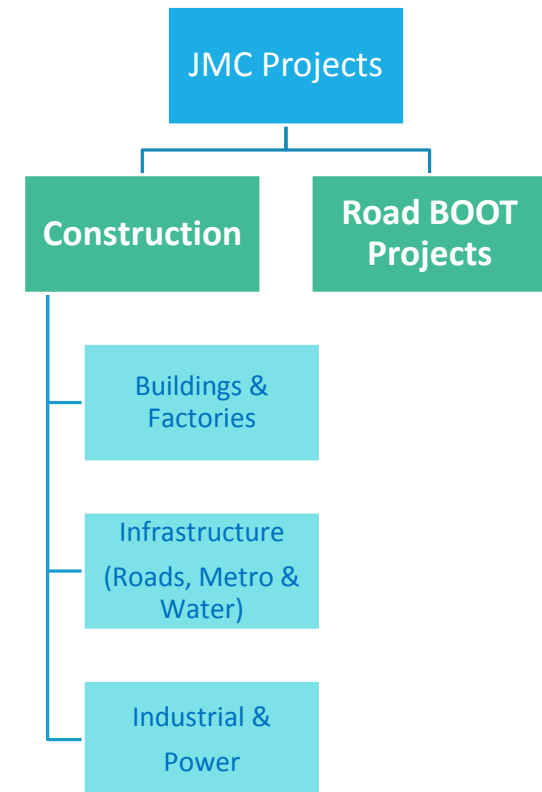 JMC Projects
Construction
Road BOOT
Projects
Buildings &
Factories
Infrastructure
(Roads, Metro &
Water)
Industrial &
Power